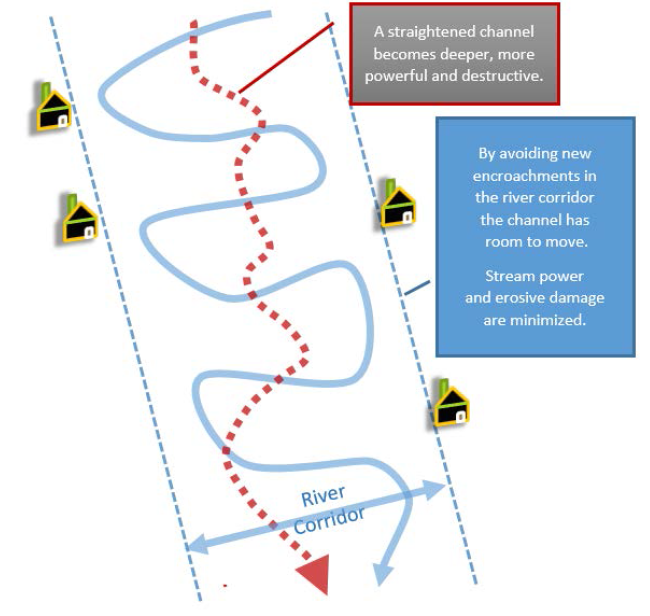 A straightened channel
becomes deeper, more
powerful and destructive.
By avoiding new
encroachments in
the river corridor
the channel has
room to move.
Stream power
and erosive damage
are minimized.
River
Corridor